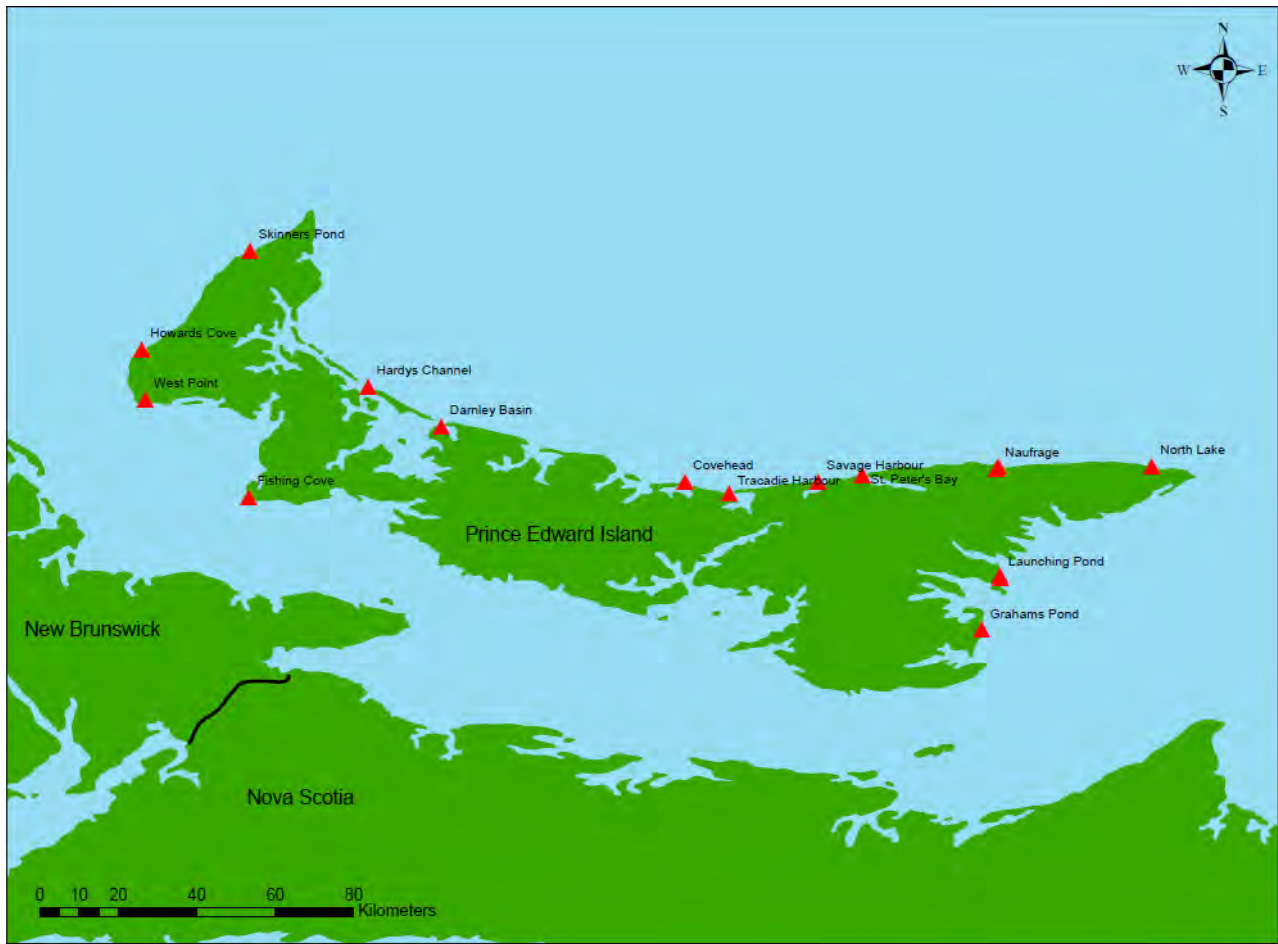 N
W E
S
Skinners Pond
Howards Cove
Hardys Channel
West Point
Darnley Basin
Naufrage
North Lake
Covehead
Savage Harbour
Fishing Cove
Tracadie Harbour
St. Peter's Bay
Prince Edward Island
Launching Pond
Grahams Pond
New Brunswick
Nova Scotia
0 10 20 40 60 80
Kilometers